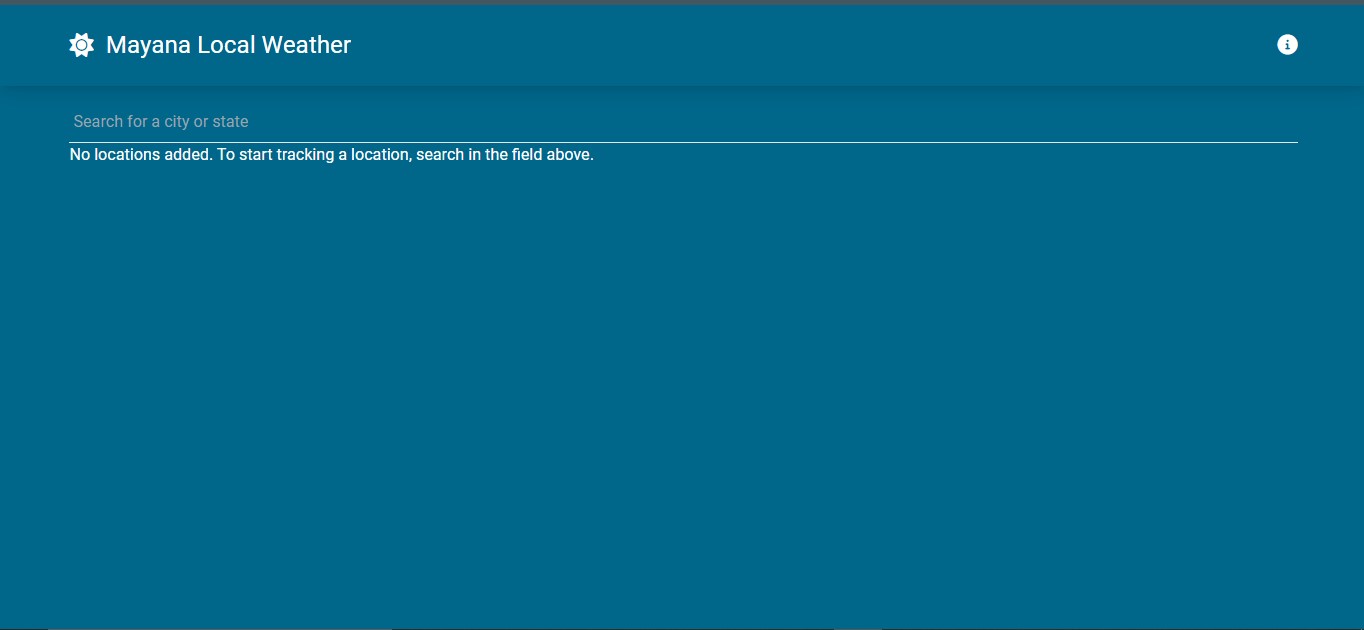 Mayana Local Weather
Search for a city or state
No locations added. To start tracking a location, search in the field above.